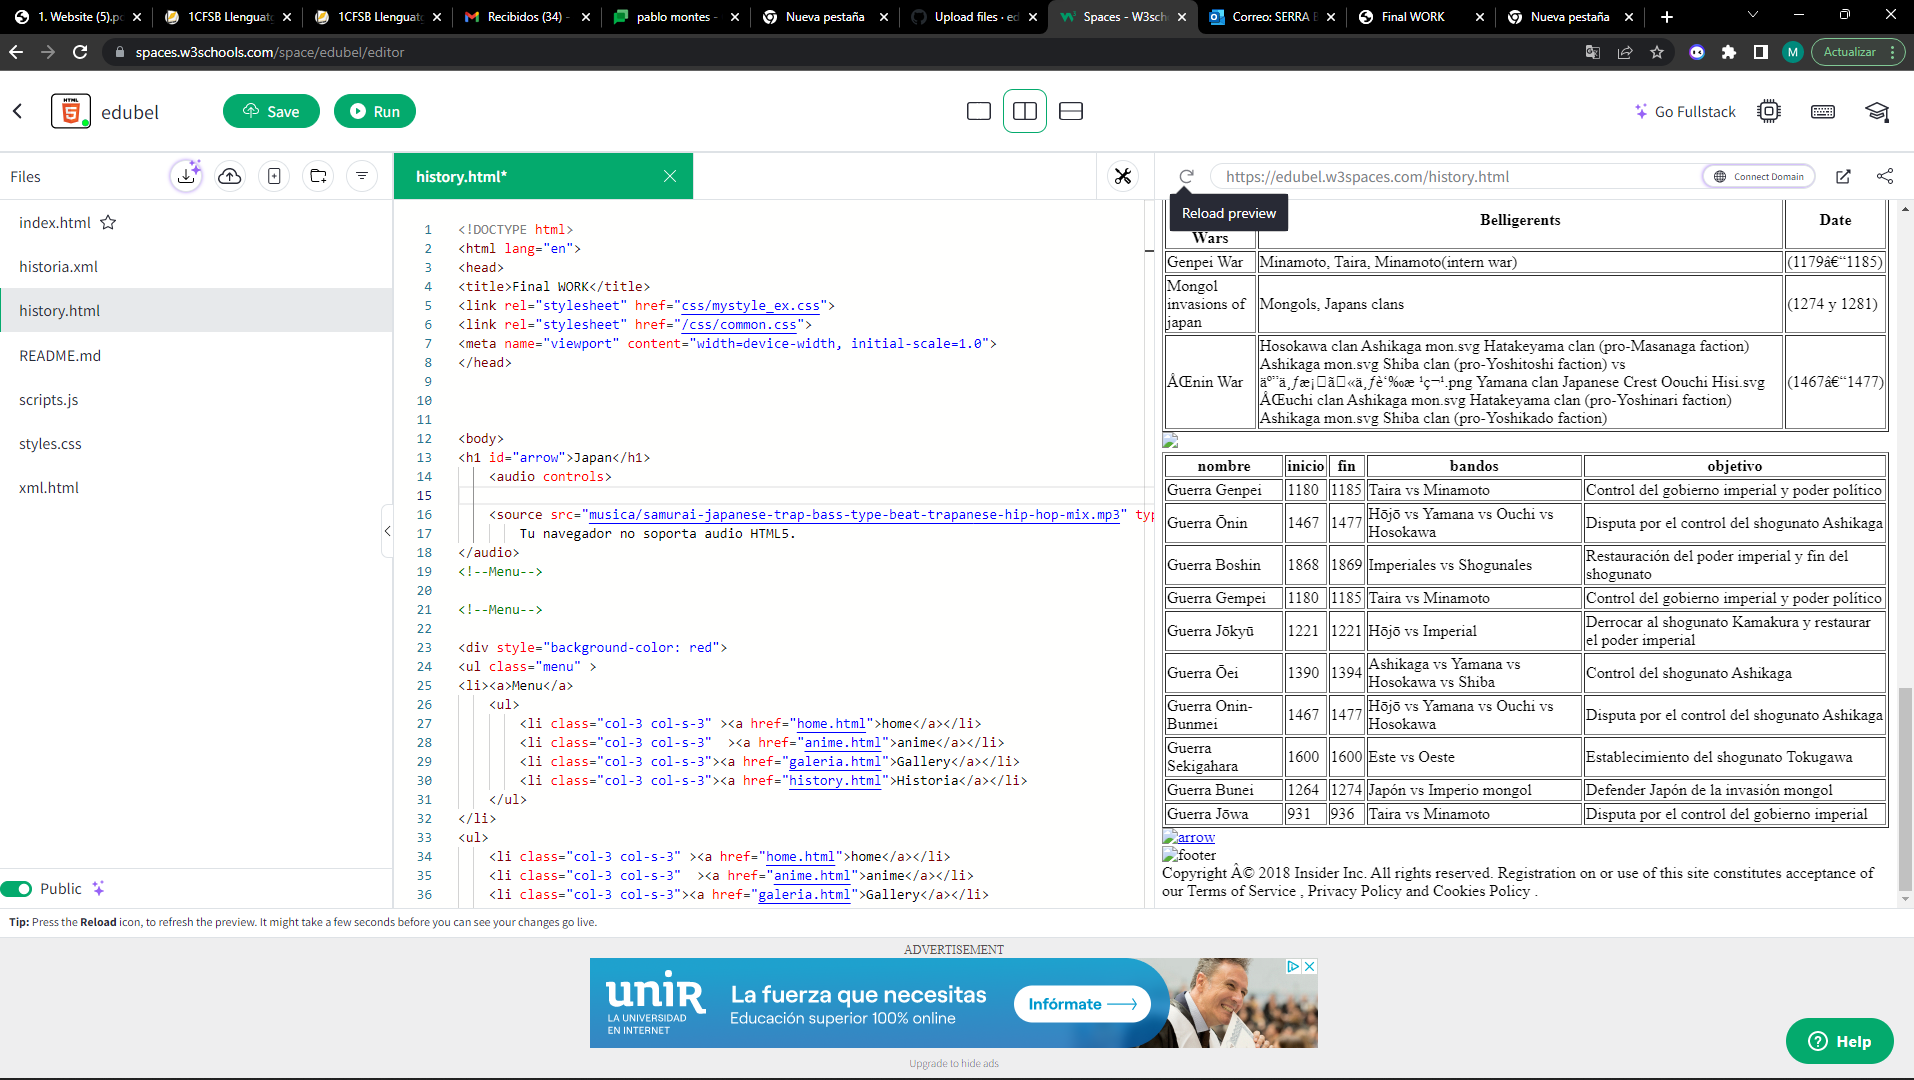 1. Website (5).p
1CFSB Llenguat
1CFSB Llenguat
Recibidos (34) -
pablo montes -
Nueva pestaña
Upload files · ed
Spaces - W3sch
Correo: SERRA B
Final WORK
Nueva pestaña
spaces.w3schools.com/space/edubel/editor
M
Actualizar
HTML
edubel
Save
Run
Go Fullstack
Files
history.html*
https://edubel.w3spaces.com/history.html
Connect Domain
Reload preview
index.html
historia.xml
history.html
README.md
scripts.js
styles.css
xml.html
Public
1 <!DOCTYPE html>
2 <html lang="en">
3 <head>
4 <title>Final WORK</title>
5 <link rel="stylesheet" href="css/mystyle_ex.css">
6 <link rel="stylesheet" href="/css/common.css">
7 <meta name="viewport" content="width=device-width, initial-scale=1.0">
8 </head>
9
10
11
12 <body>
13 <h1 id="arrow">Japan</h1>
14 <audio controls>
15
16 <source src="musica/samurai-japanese-trap-bass-type-beat-trapanese-hip-hop-mix.mp3" typ
17 Tu navegador no soporta audio HTML5.
18 </audio>
19 <!--Menu-->
20
21 <!--Menu-->
22
23 <div style="background-color: red">
24 <ul class="menu" >
25 <li><a>Menu</a>
26 <ul>
27 <li class="col-3 col-s-3" ><a href="home.html">home</a></li>
28 <li class="col-3 col-s-3"  ><a href="anime.html">anime</a></li>
29 <li class="col-3 col-s-3"><a href="galeria.html">Gallery</a></li>
30 <li class="col-3 col-s-3"><a href="history.html">Historia</a></li>
31 </ul>
32 </li>
33 <ul>
34 <li class="col-3 col-s-3" ><a href="home.html">home</a></li>
35 <li class="col-3 col-s-3"  ><a href="anime.html">anime</a></li>
36 <li class="col-3 col-s-3"><a href="galeria.html">Gallery</a></li>
Wars Belligerents Date
Genpei War Minamoto, Taira, Minamoto(intern war) (1179â€“1185)
Mongol
invasions of
japan
Mongols, Japans clans (1274 y 1281)
ÅŒnin War
Hosokawa clan Ashikaga mon.svg Hatakeyama clan (pro-Masanaga faction)
Ashikaga mon.svg Shiba clan (pro-Yoshitoshi faction) vs
.png Yamana clan Japanese Crest Oouchi Hisi.svg
ÅŒuchi clan Ashikaga mon.svg Hatakeyama clan (pro-Yoshinari faction)
Ashikaga mon.svg Shiba clan (pro-Yoshikado faction)
(1467â€“1477)
nombre inicio fin bandos objetivo
Guerra Genpei 1180 1185 Taira vs Minamoto Control del gobierno imperial y poder político
Guerra Ōnin 1467 1477 Hōjō vs Yamana vs Ouchi vs
Hosokawa Disputa por el control del shogunato Ashikaga
Guerra Boshin 1868 1869 Imperiales vs Shogunales Restauración del poder imperial y fin del
shogunato
Guerra Gempei 1180 1185 Taira vs Minamoto Control del gobierno imperial y poder político
Guerra Jōkyū 1221 1221 Hōjō vs Imperial Derrocar al shogunato Kamakura y restaurar
el poder imperial
Guerra Ōei 1390 1394 Ashikaga vs Yamana vs
Hosokawa vs Shiba Control del shogunato Ashikaga
Guerra Onin-
Bunmei 1467 1477 Hōjō vs Yamana vs Ouchi vs
Hosokawa Disputa por el control del shogunato Ashikaga
Guerra
Sekigahara 1600 1600 Este vs Oeste Establecimiento del shogunato Tokugawa
Guerra Bunei 1264 1274 Japón vs Imperio mongol Defender Japón de la invasión mongol
Guerra Jōwa 931 936 Taira vs Minamoto Disputa por el control del gobierno imperial
arrow
footer
Copyright Â© 2018 Insider Inc. All rights reserved. Registration on or use of this site constitutes acceptance of
our Terms of Service , Privacy Policy and Cookies Policy .
Tip: Press the Reload icon, to refresh the preview. It might take a few seconds before you can see your changes go live.
ADVERTISEMENT
unir
LA UNIVERSIDAD
EN INTERNET
La fuerza que necesitas
Educación superior 100% online
Infórmate
Upgrade to hide ads
Help